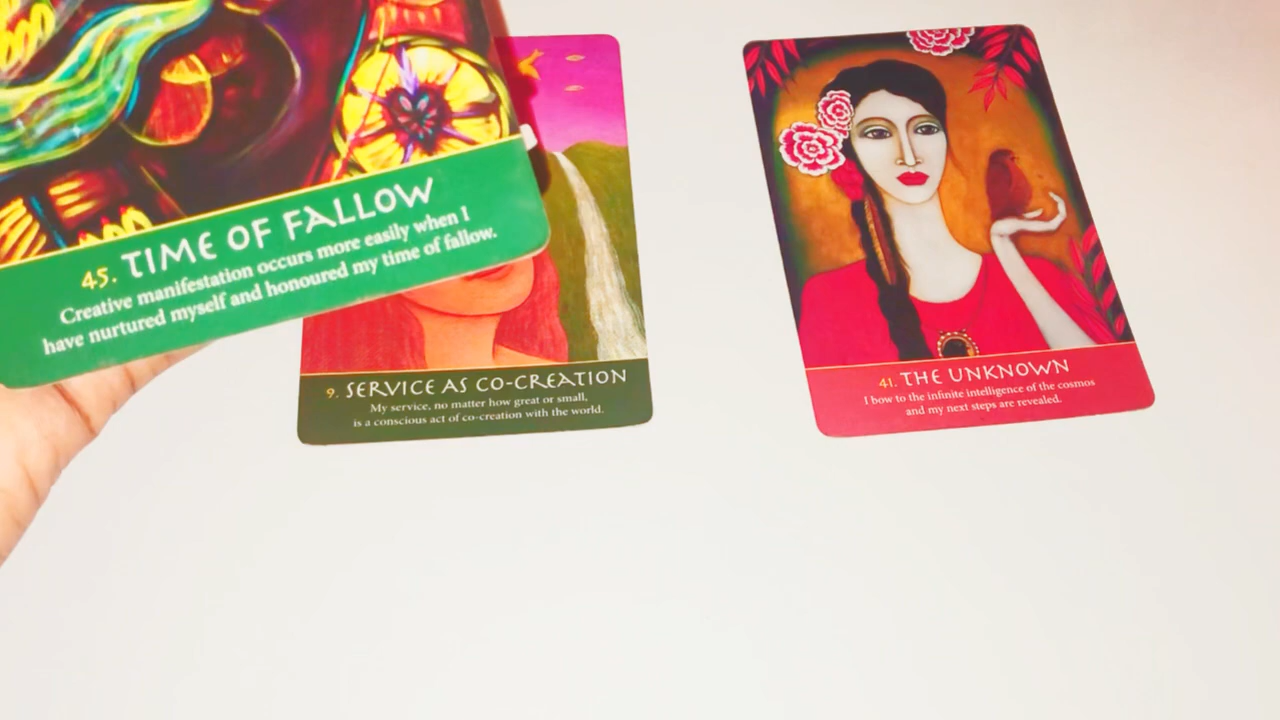 45. TIME OF FALLOW
Creative manifestation occurs more easily when I
have nurtured myself and honoured my time of fallow.
9. SERVICE AS CO-CREATION
My service, no matter how great or small,
is a conscious act of co-creation with the world.
41. THE UNKNOWN
I bow to the infinite intelligence of the cosmos
and my next steps are revealed.